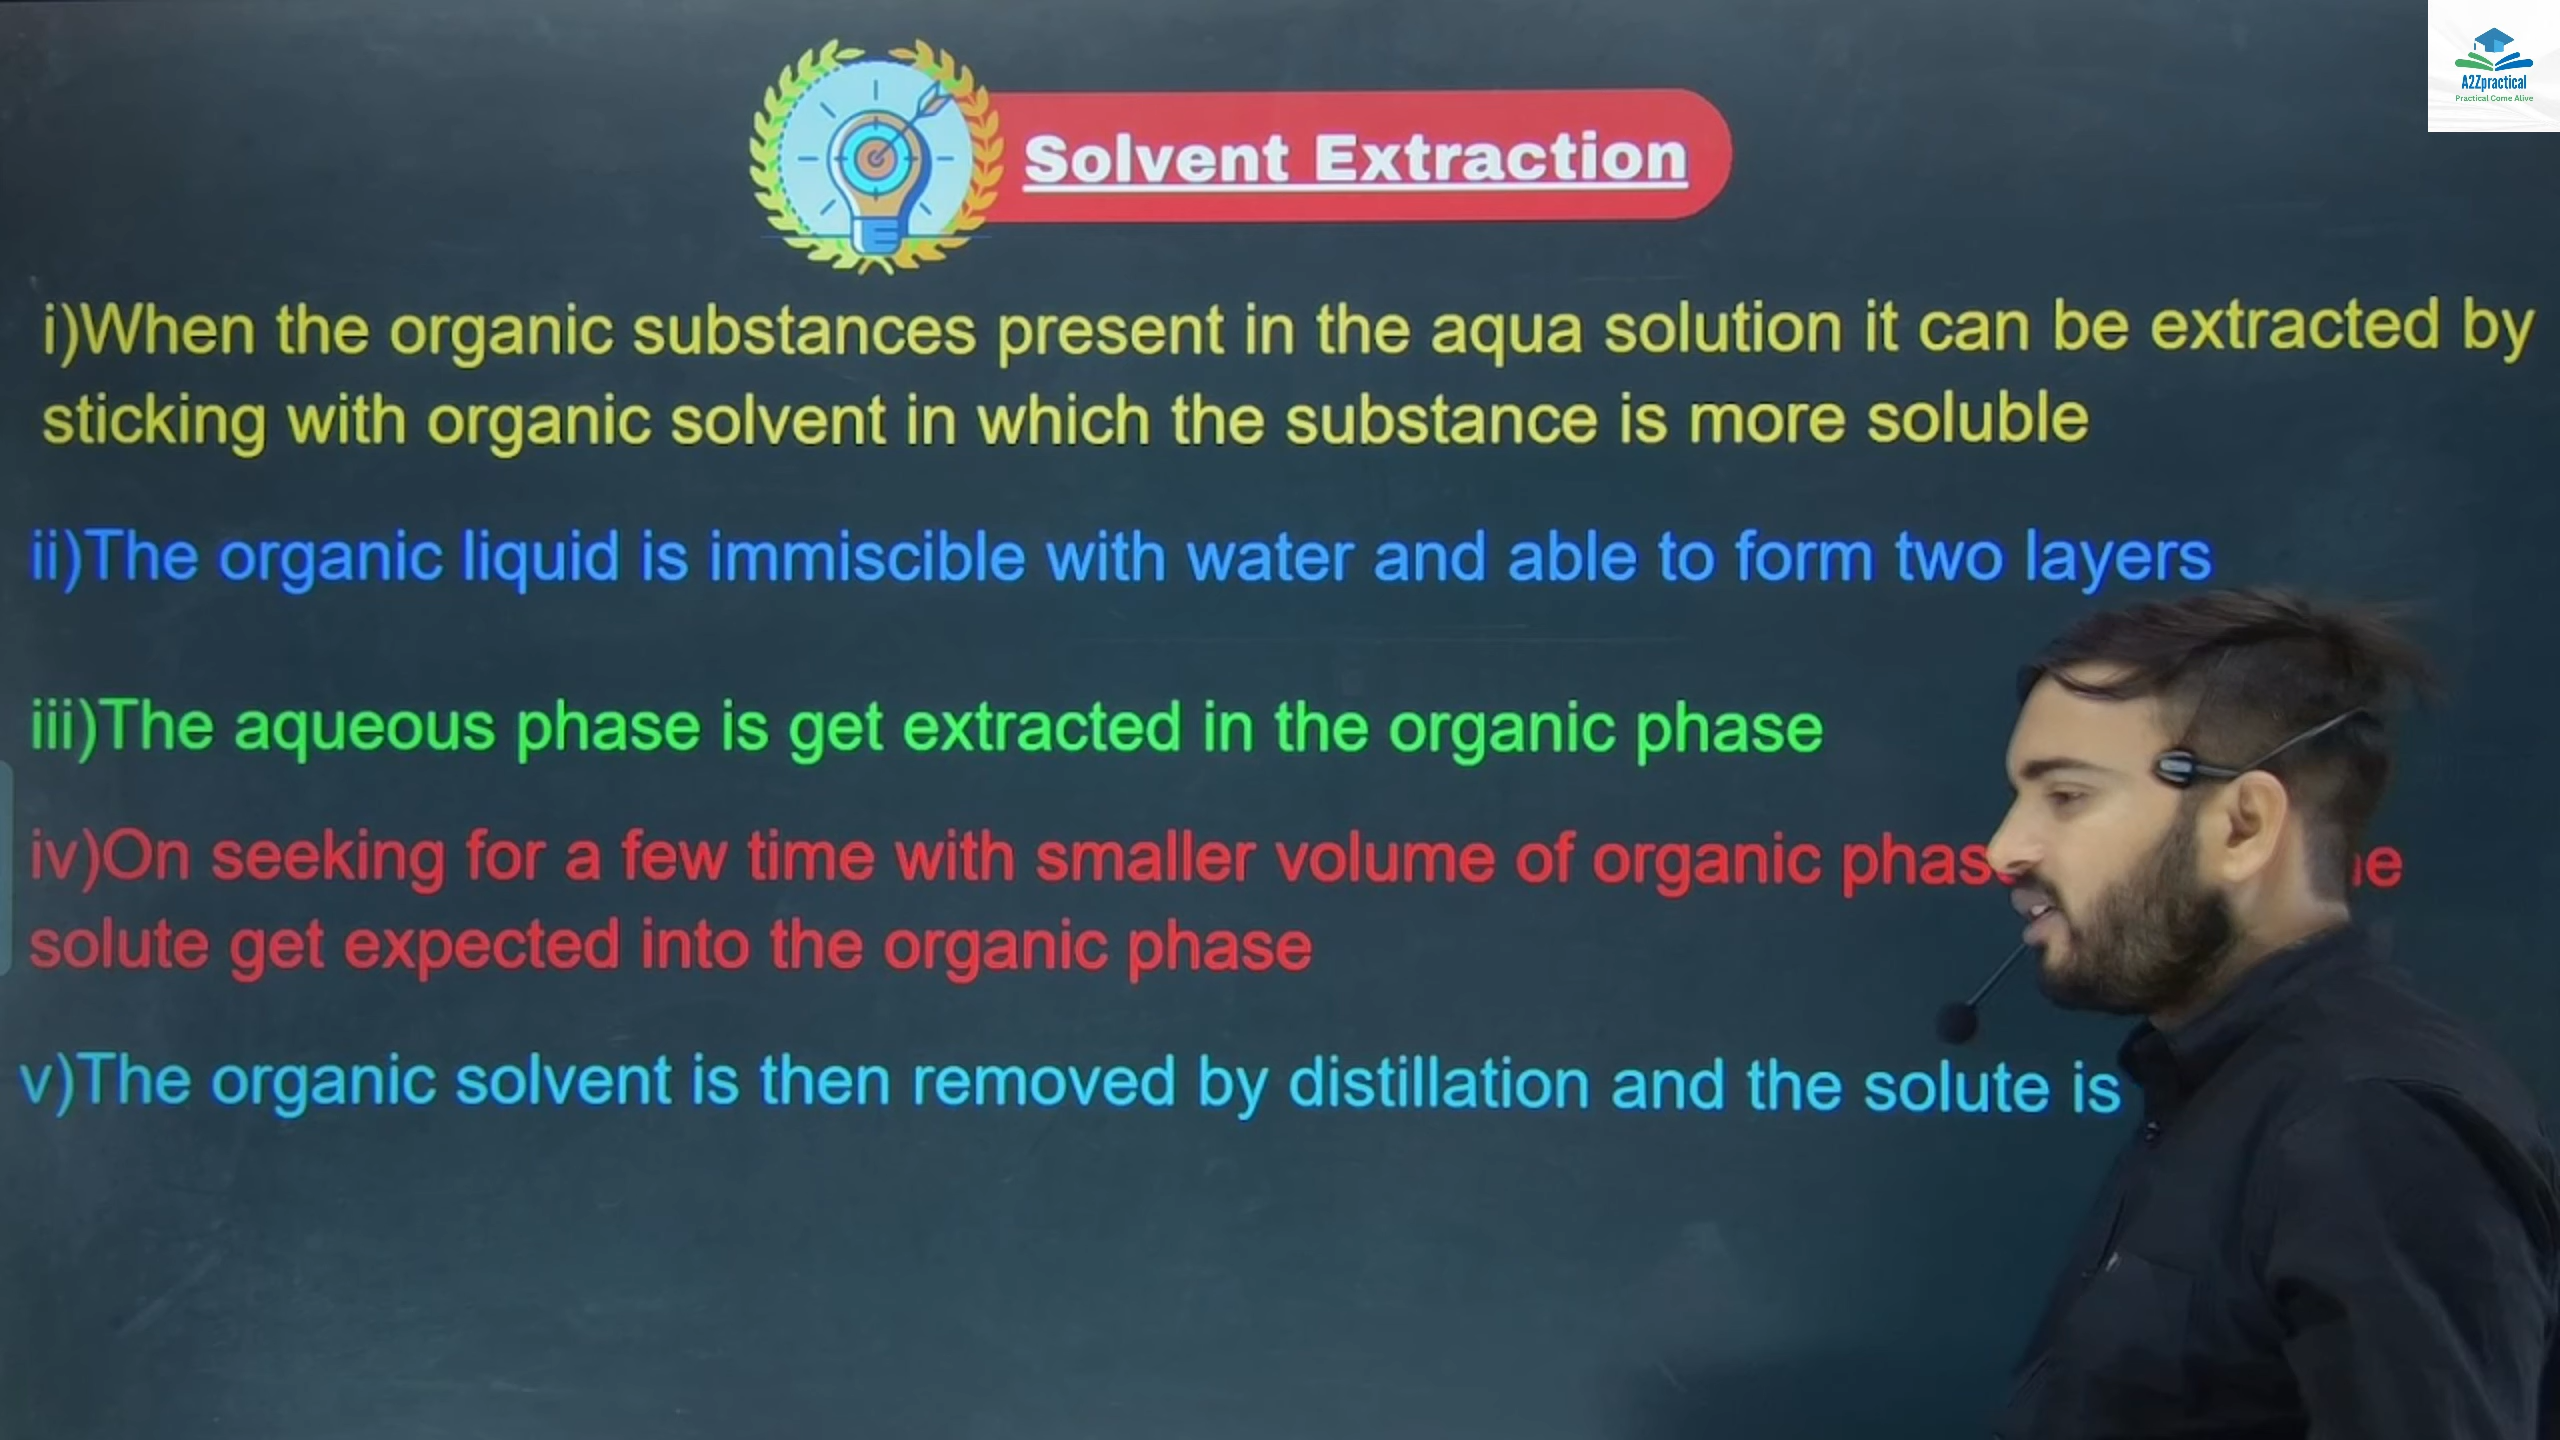 A2Zpractical
Practical Come Alive
Solvent Extraction
i)When the organic substances present in the aqua solution it can be extracted by
sticking with organic solvent in which the substance is more soluble
ii)The organic liquid is immiscible with water and able to form two layers
iii)The aqueous phase is get extracted in the organic phase
iv)On seeking for a few time with smaller volume of organic
solute get expected into the organic phase
v)The organic solvent is then removed by distillation and the solute is